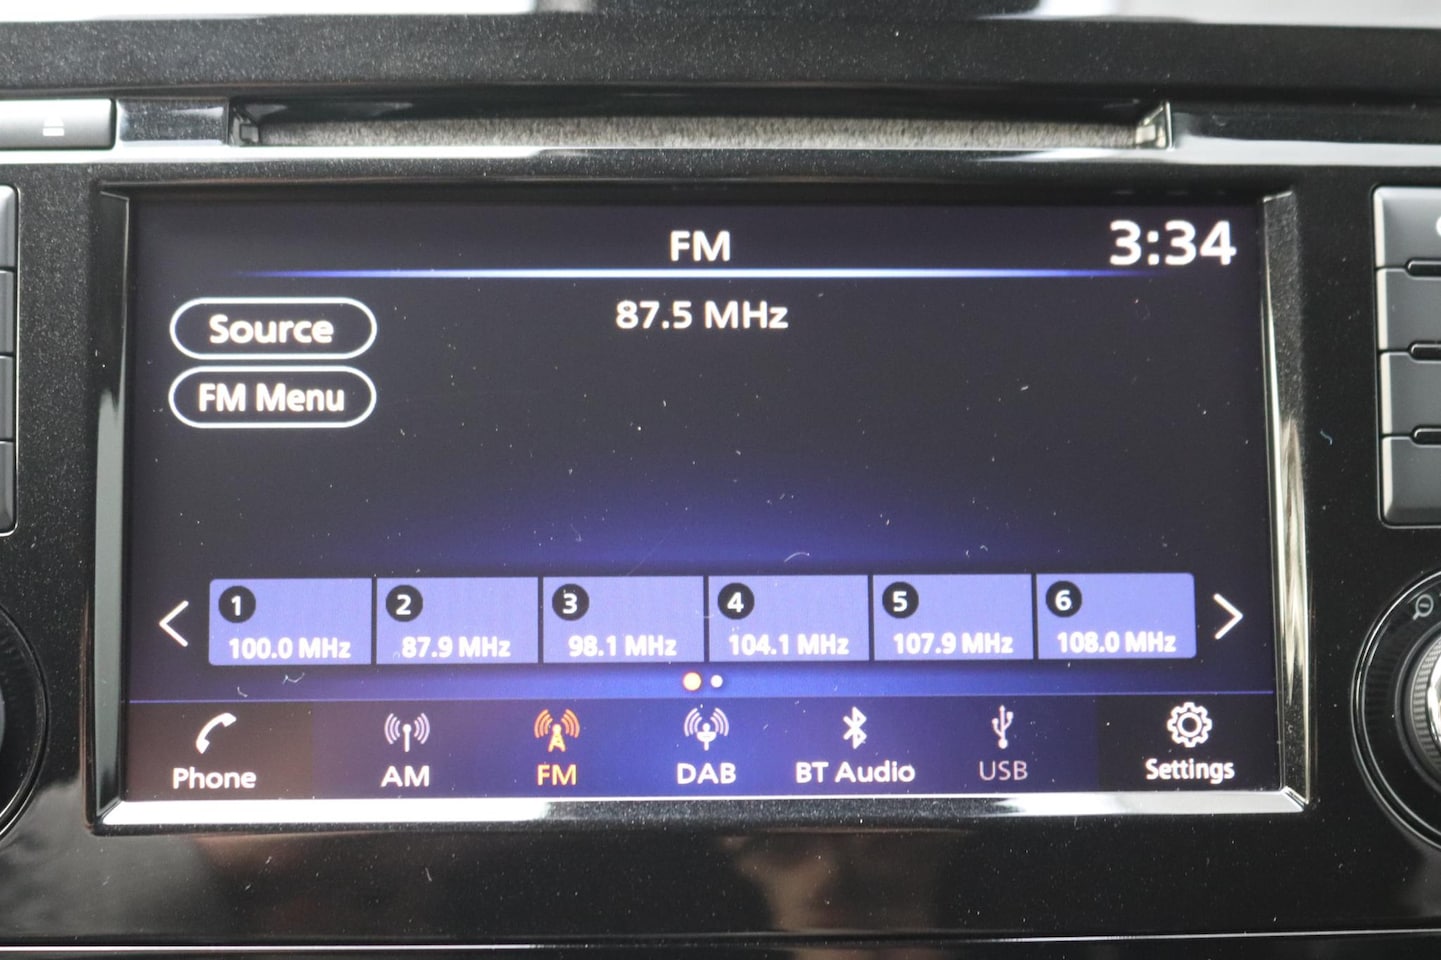 FM
3:34
87.5 MHz
Source
FM Menu
1
100.0 MHz
2
87.9 MHz
3
98.1 MHz
4
104.1 MHz
5
107.9 MHz
6
108.0 MHz
Phone
AM
FM
DAB
BT Audio
USB
Settings